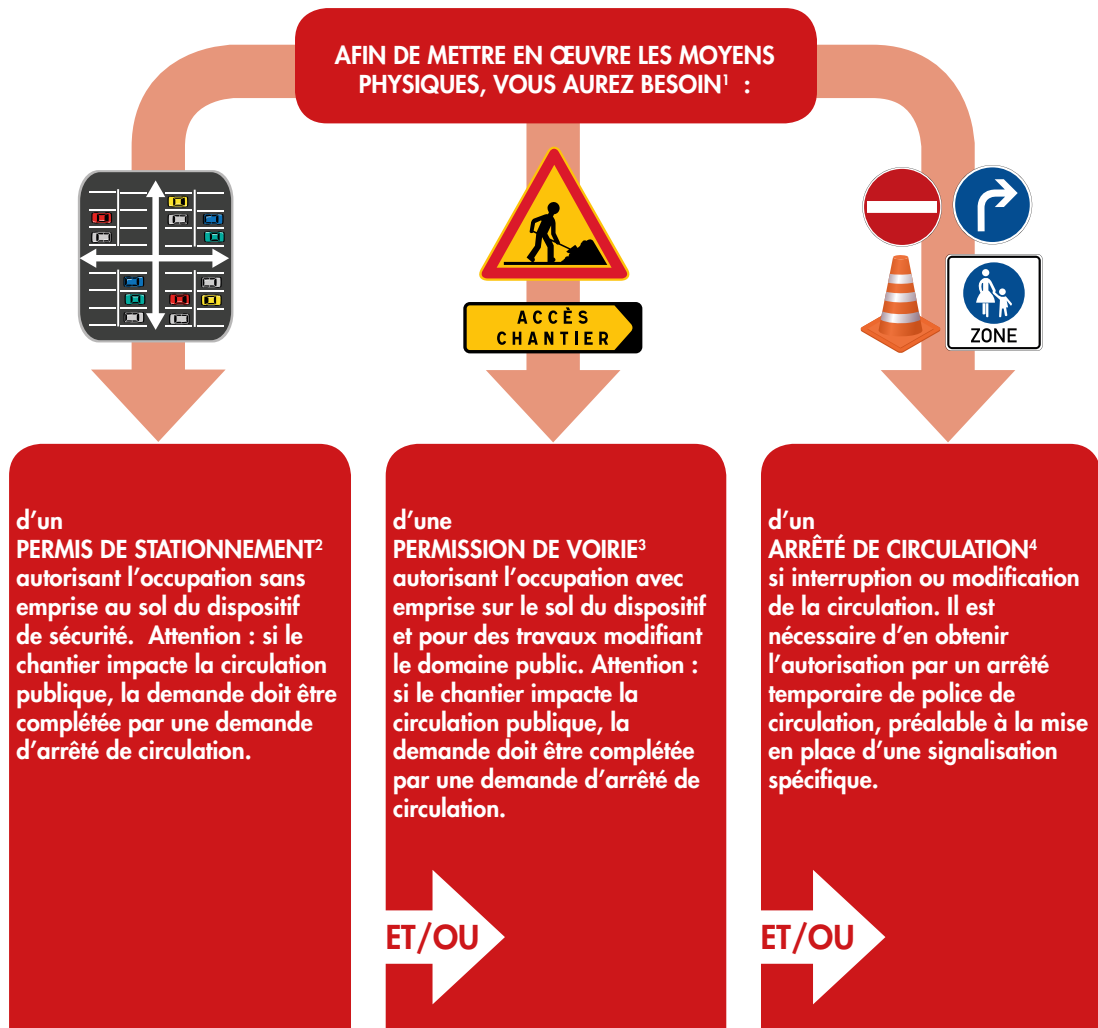 AFIN DE METTRE EN ŒUVRE LES MOYENS
PHYSIQUES, VOUS AUREZ BESOIN¹ :
ACCÈS
CHANTIER
ZONE
d’un
PERMIS DE STATIONNEMENT²
autorisant l’occupation sans
emprise au sol du dispositif
de sécurité. Attention : si le
chantier impacte la circulation
publique, la demande doit être
complétée par une demande
d’arrêté de circulation.
d’une
PERMISSION DE VOIRIE³
autorisant l’occupation avec
emprise sur le sol du dispositif
et pour des travaux modifiant
le domaine public. Attention :
si le chantier impacte la
circulation publique, la
demande doit être complétée
par une demande d’arrêté de
circulation.
ET/OU
d’un
ARRÊTÉ DE CIRCULATION⁴
si interruption ou modification
de la circulation. Il est
nécessaire d’en obtenir
l’autorisation par un arrêté
temporaire de police de
circulation, préalable à la mise
en place d’une signalisation
spécifique.
ET/OU